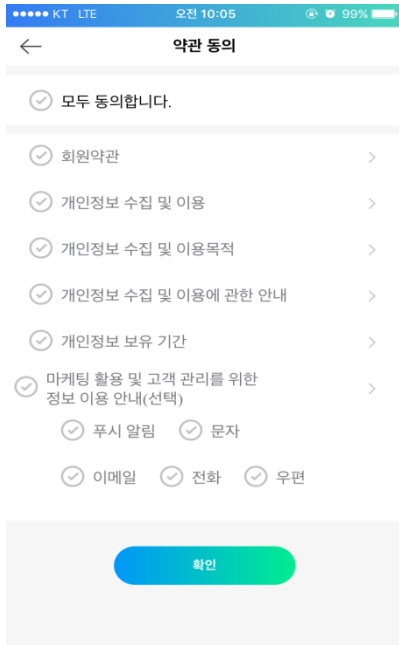 KT LTE 오전 10:05 99%
약관 동의
모두 동의합니다.
회원약관
개인정보 수집 및 이용
개인정보 수집 및 이용목적
개인정보 수집 및 이용에 관한 안내
개인정보 보유 기간
마케팅 활용 및 고객 관리를 위한
정보 이용 안내(선택)
푸시 알림 문자
이메일 전화 우편
확인